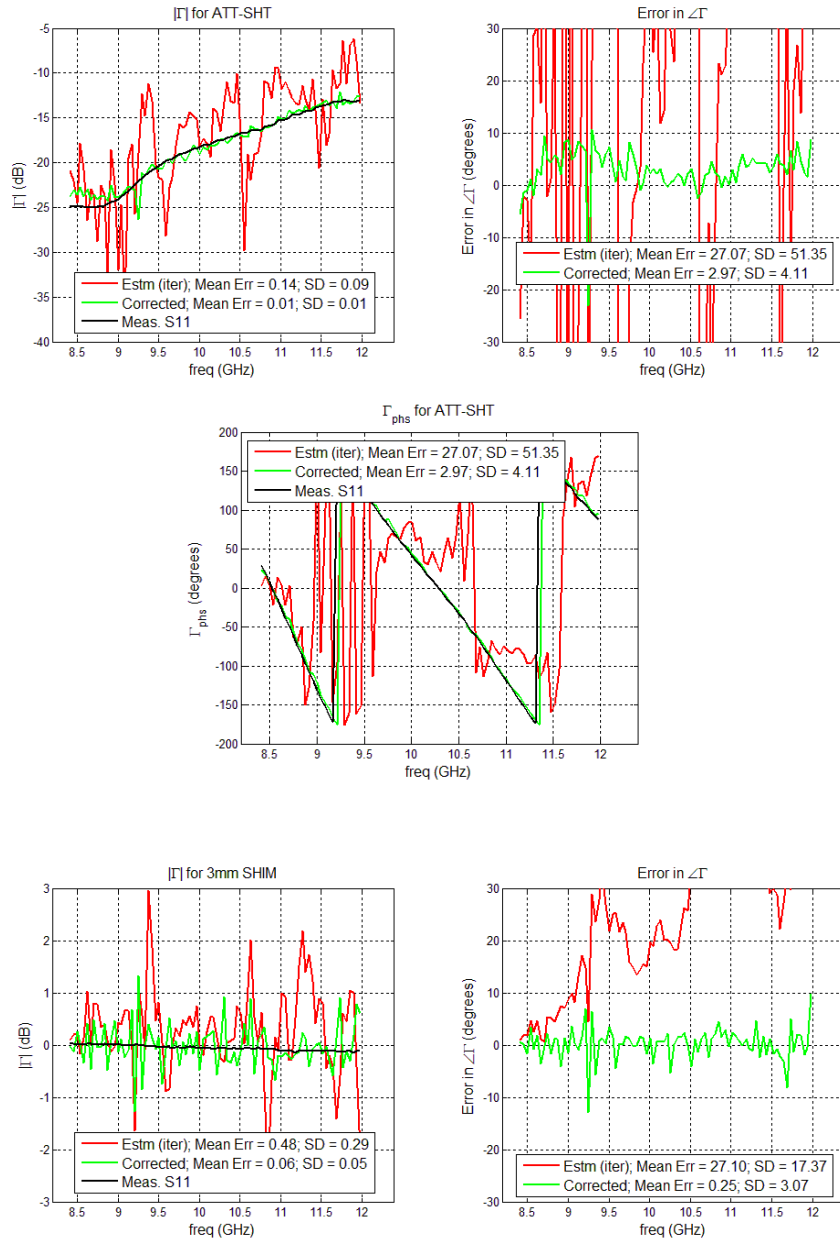 |Γ| for ATT-SHT
-5
-10
-15
-20
-25
-30
-35
-40
|Γ| (dB)
Estm (iter); Mean Err = 0.14; SD = 0.09
Corrected; Mean Err = 0.01; SD = 0.01
Meas. S11
8.5 9 9.5 10 10.5 11 11.5 12
freq (GHz)
Error in ∠Γ
30
20
10
0
-10
-20
-30
Error in ∠Γ (degrees)
Estm (iter); Mean Err = 27.07; SD = 51.35
Corrected; Mean Err = 2.97; SD = 4.11
8.5 9 9.5 10 10.5 11 11.5 12
freq (GHz)
Γphs for ATT-SHT
200
150
100
50
0
-50
-100
-150
-200
Γphs (degrees)
Estm (iter); Mean Err = 27.07; SD = 51.35
Corrected; Mean Err = 2.97; SD = 4.11
Meas. S11
8.5 9 9.5 10 10.5 11 11.5 12
freq (GHz)
|Γ| for 3mm SHIM
3
2
1
0
-1
-2
-3
|Γ| (dB)
Estm (iter); Mean Err = 0.48; SD = 0.29
Corrected; Mean Err = 0.06; SD = 0.05
Meas. S11
8.5 9 9.5 10 10.5 11 11.5 12
freq (GHz)
Error in ∠Γ
30
20
10
0
-10
-20
-30
Error in ∠Γ (degrees)
Estm (iter); Mean Err = 27.10; SD = 17.37
Corrected; Mean Err = 0.25; SD = 3.07
8.5 9 9.5 10 10.5 11 11.5 12
freq (GHz)